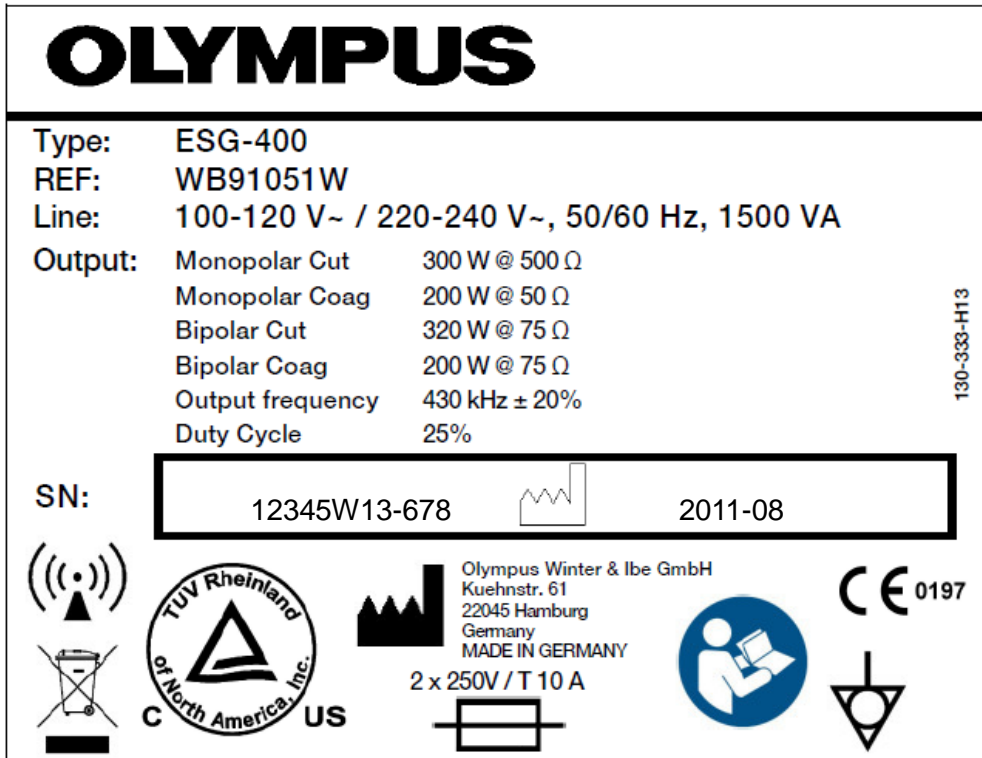 OLYMPUS
Type: ESG-400
REF: WB91051W
Line: 100-120 V~ / 220-240 V~, 50/60 Hz, 1500 VA
Output: Monopolar Cut 300 W @ 500 Ω
Monopolar Coag 200 W @ 50 Ω
Bipolar Cut 320 W @ 75 Ω
Bipolar Coag 200 W @ 75 Ω
Output frequency 430 kHz ± 20%
Duty Cycle 25%
130-333-H13
SN: 12345W13-678 2011-08
TUV Rheinland
of North America, Inc.
C US
Olympus Winter & Ibe GmbH
Kuehnstr. 61
22045 Hamburg
Germany
MADE IN GERMANY
2 x 250V / T 10 A
CE 0197